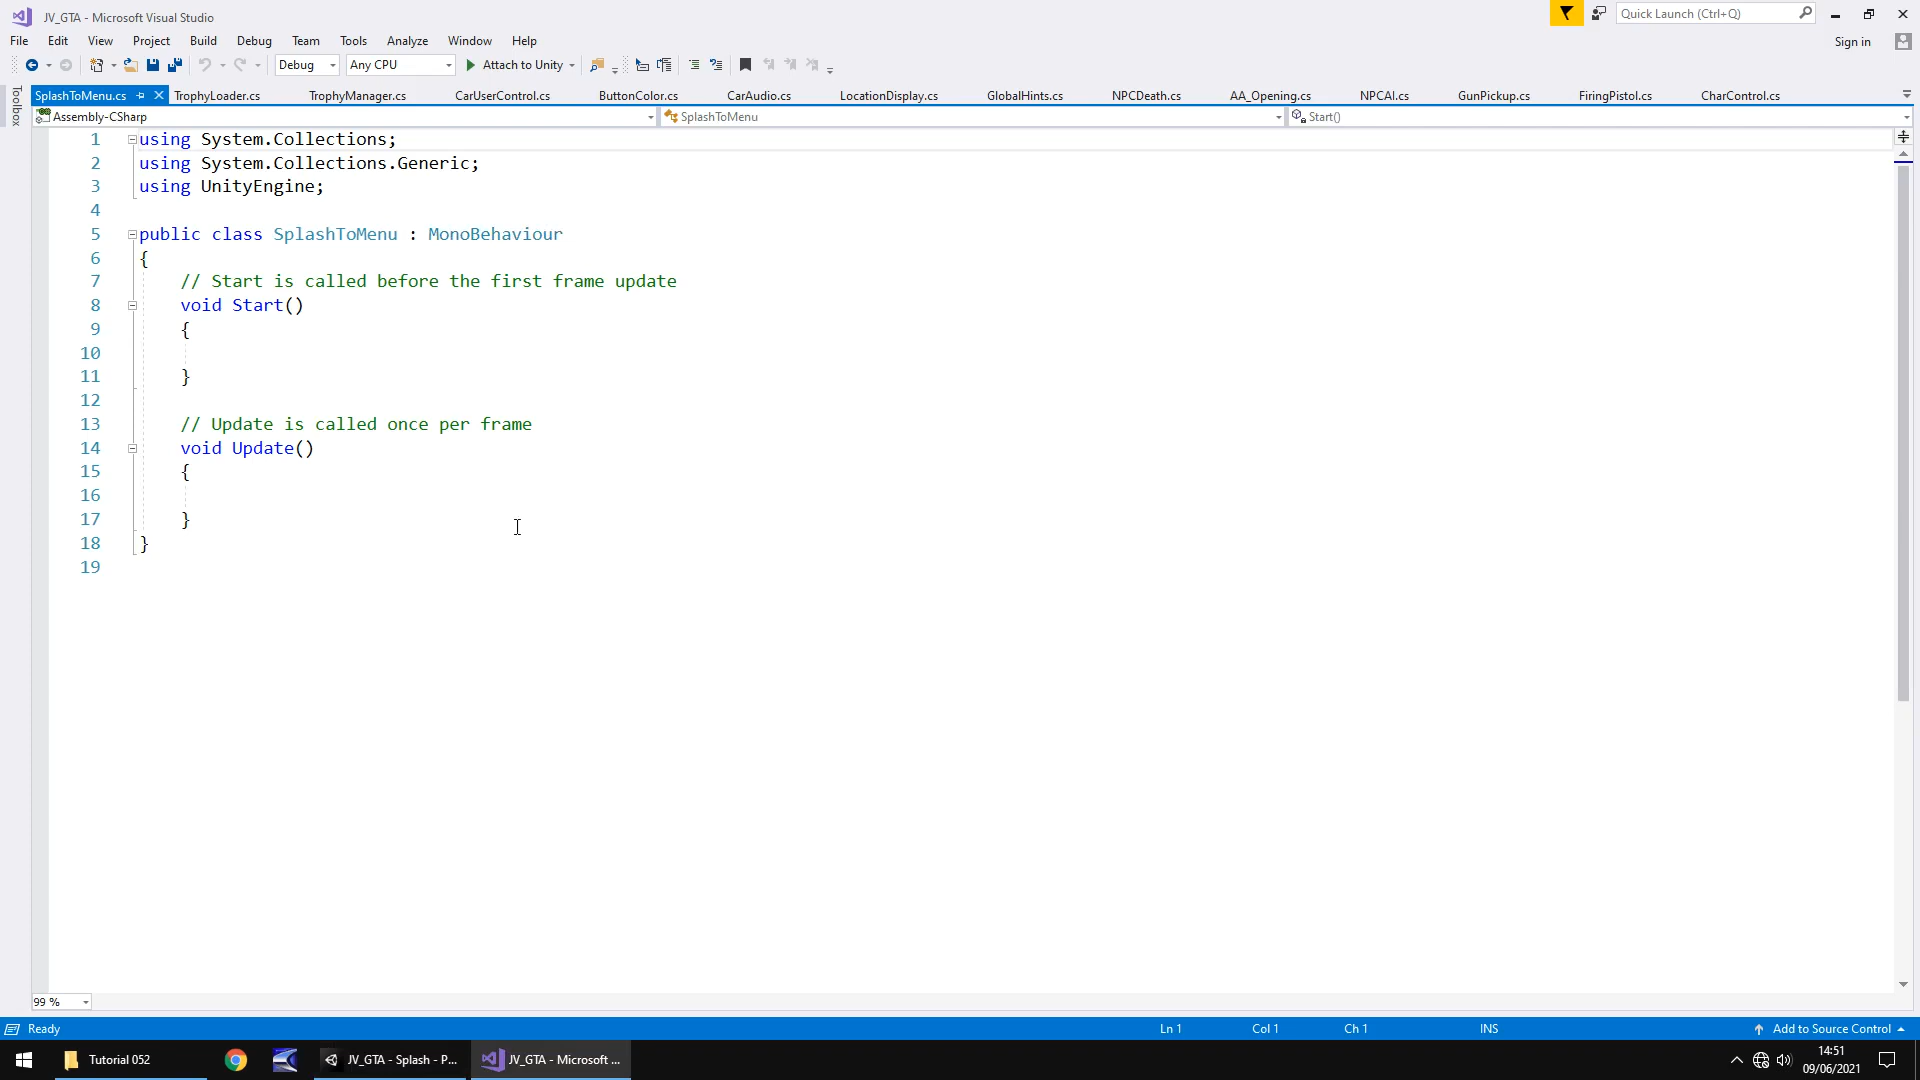 JV_GTA - Microsoft Visual Studio
Quick Launch (Ctrl+Q)
File Edit View Project Build Debug Team Tools Analyze Window Help
Sign in
Debug Any CPU Attach to Unity
Toolbox
SplashToMenu.cs TrophyLoader.cs TrophyManager.cs CarUserControl.cs ButtonColor.cs CarAudio.cs LocationDisplay.cs GlobalHints.cs NPCDeath.cs AA_Opening.cs NPCAI.cs GunPickup.cs FiringPistol.cs CharControl.cs
Assembly-CSharp SplashToMenu Start()
1 using System.Collections;
2 using System.Collections.Generic;
3 using UnityEngine;
4
5 public class SplashToMenu : MonoBehaviour
6 {
7 // Start is called before the first frame update
8 void Start()
9 {
10
11 }
12
13 // Update is called once per frame
14 void Update()
15 {
16
17 }
18 }
19
99 %
Ready Ln 1 Col 1 Ch 1 INS Add to Source Control
Tutorial 052 JV_GTA - Splash - P... JV_GTA - Microsoft ...
14:51
09/06/2021